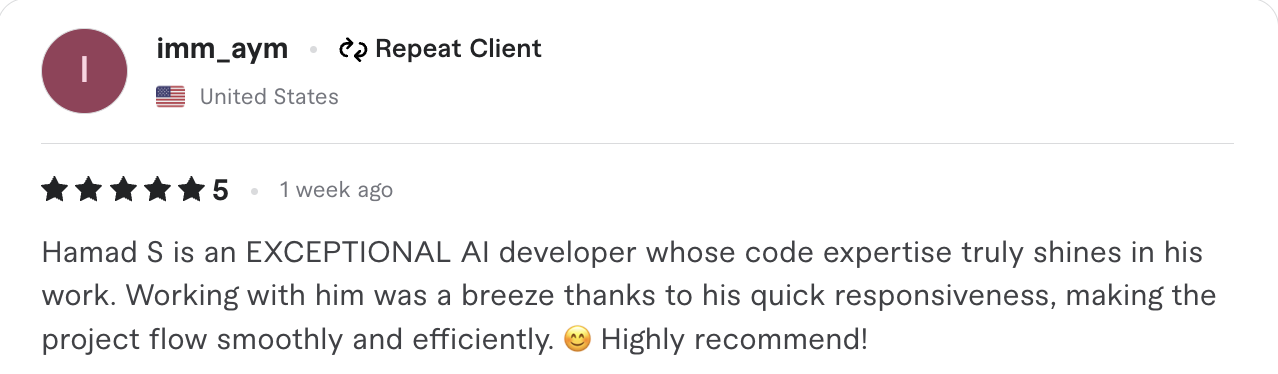 I
imm_aym • Repeat Client
United States
5 • 1 week ago
Hamad S is an EXCEPTIONAL AI developer whose code expertise truly shines in his
work. Working with him was a breeze thanks to his quick responsiveness, making the
project flow smoothly and efficiently. 😊 Highly recommend!